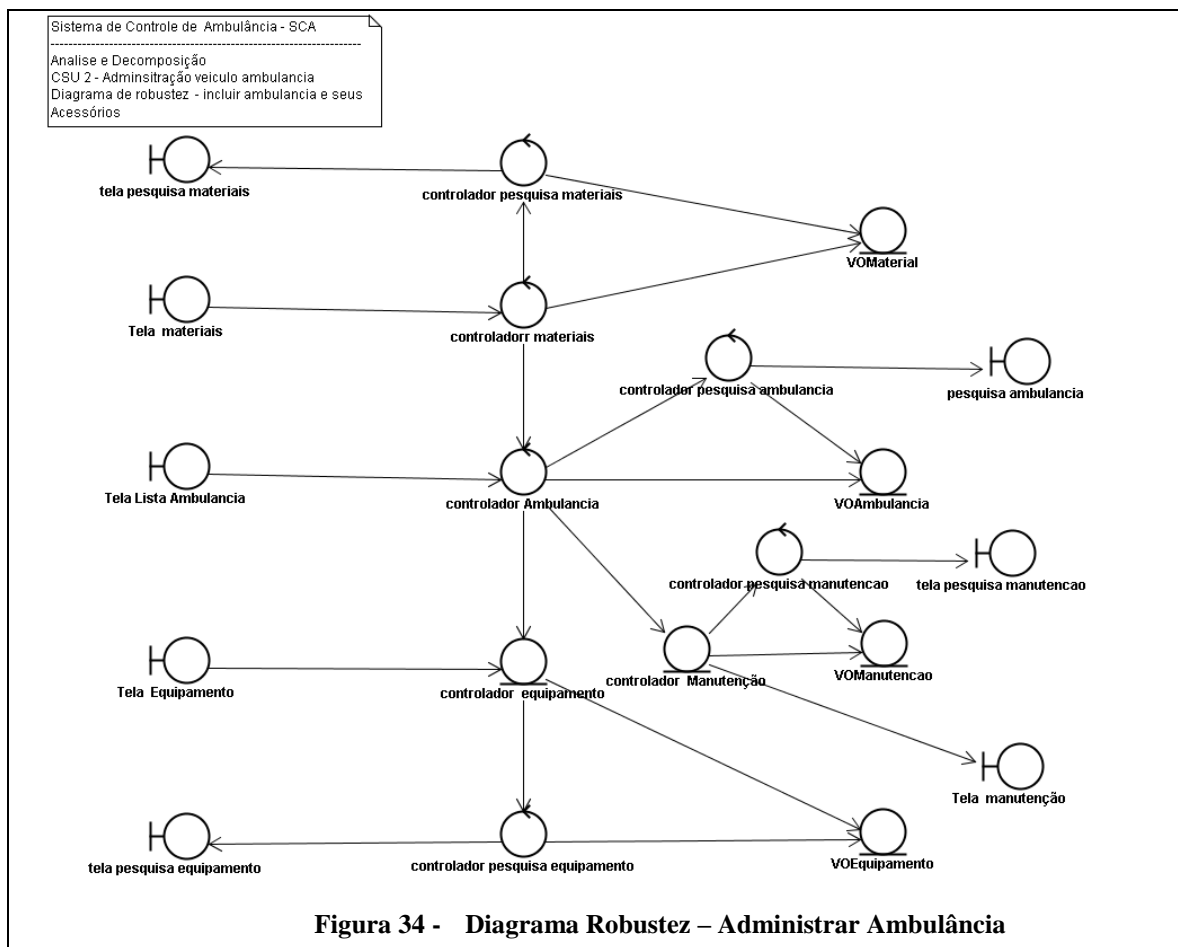 Sistema de Controle de Ambulância - SCA
-----------------------------------------------------------------
Analise e Decomposição
CSU 2 - Adminsitração veiculo ambulancia
Diagrama de robustez - incluir ambulancia e seus
Acessórios
tela pesquisa materiais
controlador pesquisa materiais
VOMaterial
Tela materiais
controladorr materiais
controlador pesquisa ambulancia
pesquisa ambulância
Tela Lista Ambulancia
controlador Ambulancia
VOAmbulancia
controlador pesquisa manutencao
tela pesquisa manutencao
Tela Equipamento
controlador equipamento
controlador Manutenção
VOManutencao
Tela manutenção
tela pesquisa equipamento
controlador pesquisa equipamento
VOEquipamento
Figura 34 - Diagrama Robustez – Administrar Ambulância